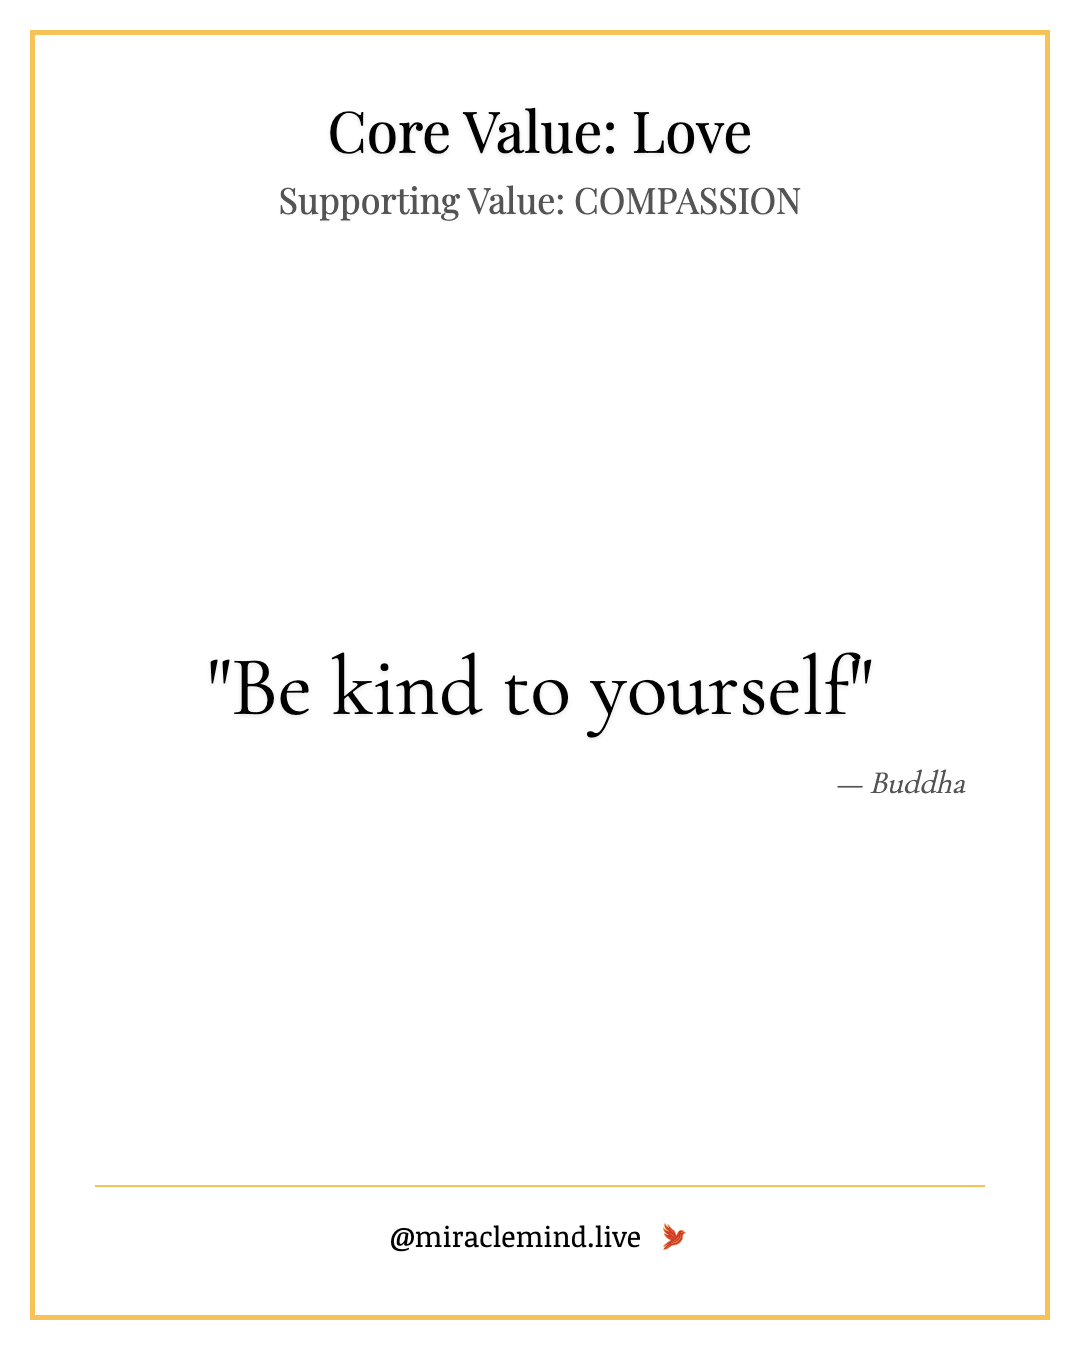 Core Value: Love
Supporting Value: COMPASSION
"Be kind to yourself"
— Buddha
@miraclemind.live